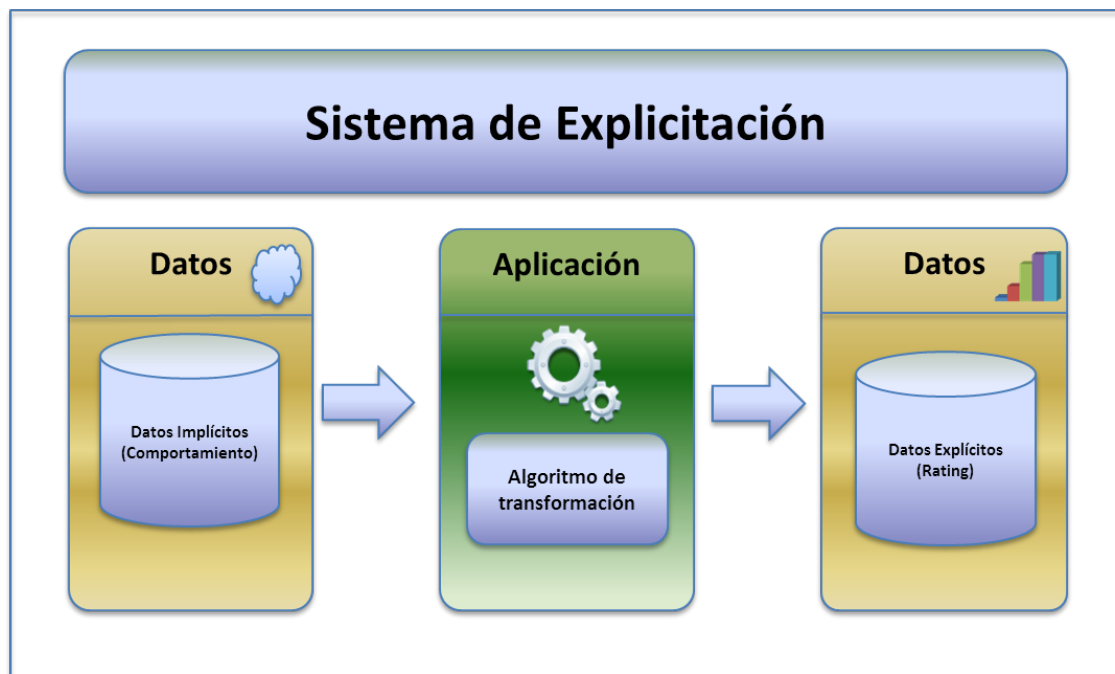 Sistema de Explicitación
Datos
Datos Implícitos
(Comportamiento)
Aplicación
Algoritmo de
transformación
Datos
Datos Explícitos
(Rating)